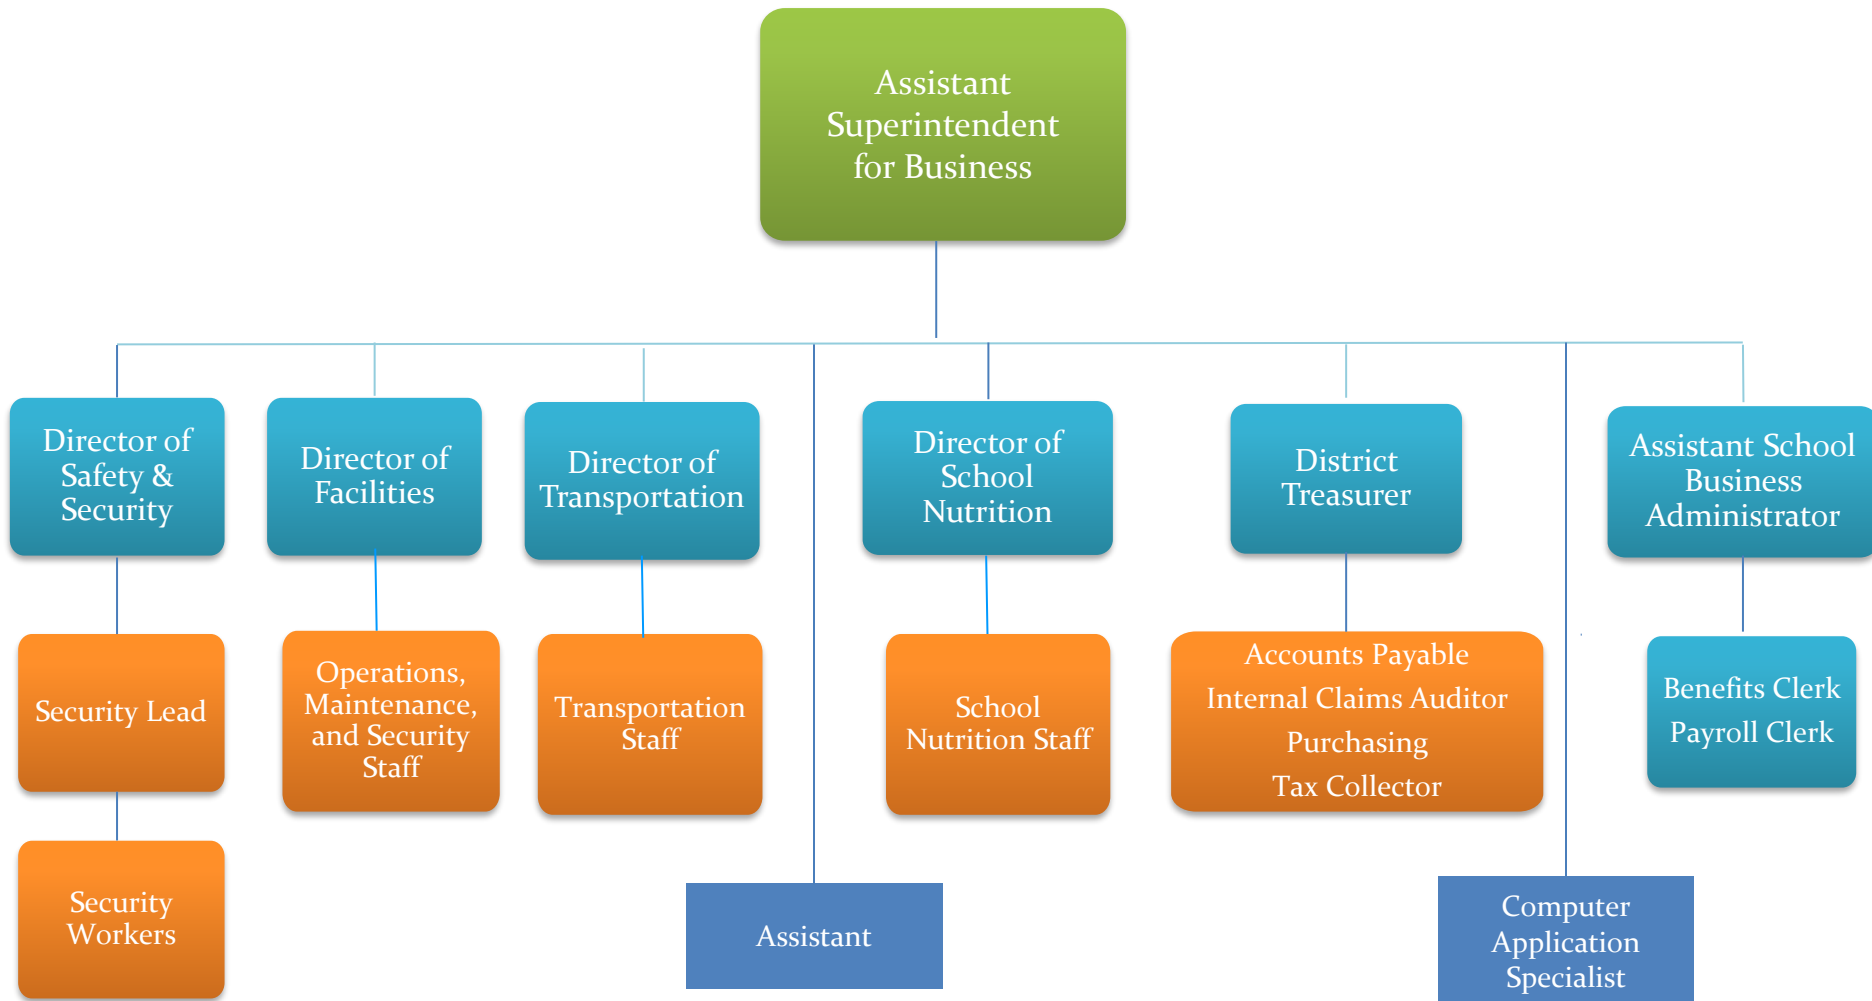 Assistant
Superintendent
for Business
Director of
Safety &
Security
Director of
Facilities
Director of
Transportation
Director of
School
Nutrition
District
Treasurer
Assistant School
Business
Administrator
Security Lead
Operations,
Maintenance,
and Security
Staff
Transportation
Staff
School
Nutrition Staff
Accounts Payable
Internal Claims Auditor
Purchasing
Tax Collector
Benefits Clerk
Payroll Clerk
Security
Workers
Assistant
Computer
Application
Specialist